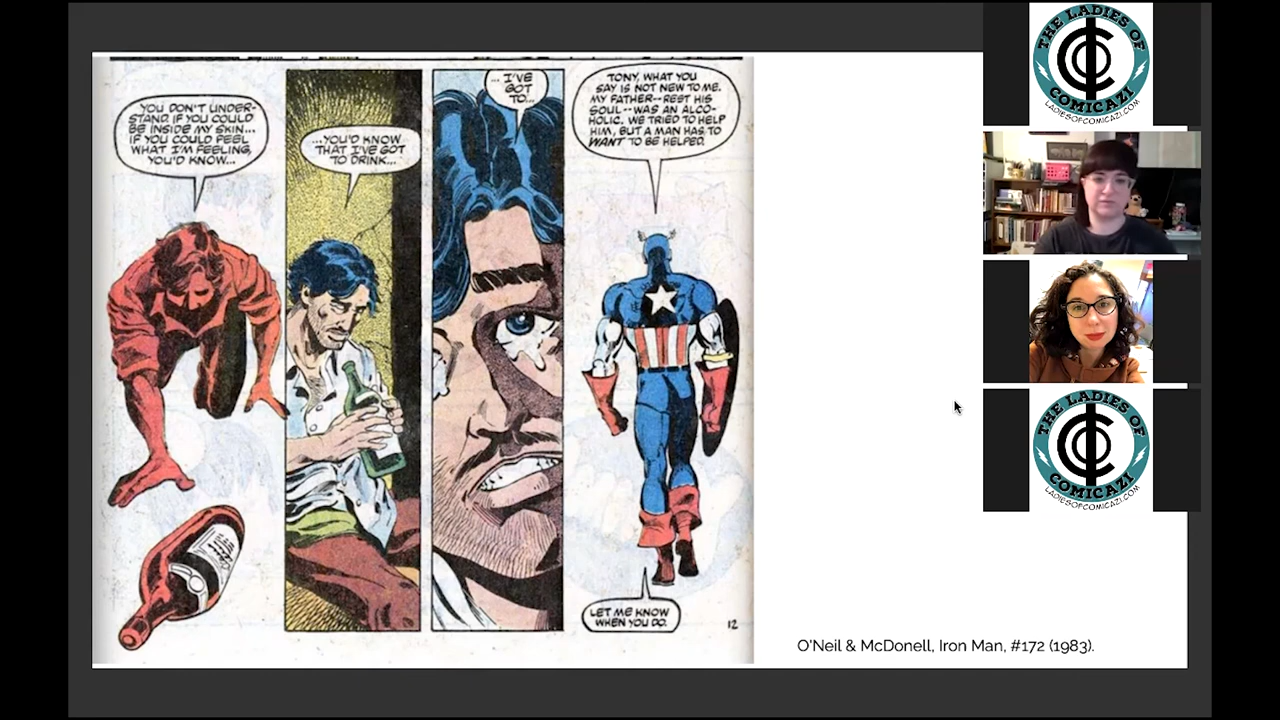 YOU DON'T UNDER-
STAND. IF YOU COULD
BE INSIDE MY SKIN...
IF YOU COULD FEEL
WHAT I'M FEELING,
YOU'D KNOW...
...YOU'D KNOW
THAT I'VE GOT
TO DRINK...
... I'VE
GOT
TO...
TONY, WHAT YOU
SAY IS NOT NEW TO ME.
MY FATHER--REST HIS
SOUL--WAS AN ALCO-
HOLIC. WE TRIED TO HELP
HIM, BUT A MAN HAS TO
WANT TO BE HELPED.
LET ME KNOW
WHEN YOU DO.
12
O'Neil & McDonell, Iron Man, #172 (1983).
THE LADIES OF
COMICAZI
LADIESOFCOMICAZI.COM
THE LADIES OF
COMICAZI
LADIESOFCOMICAZI.COM